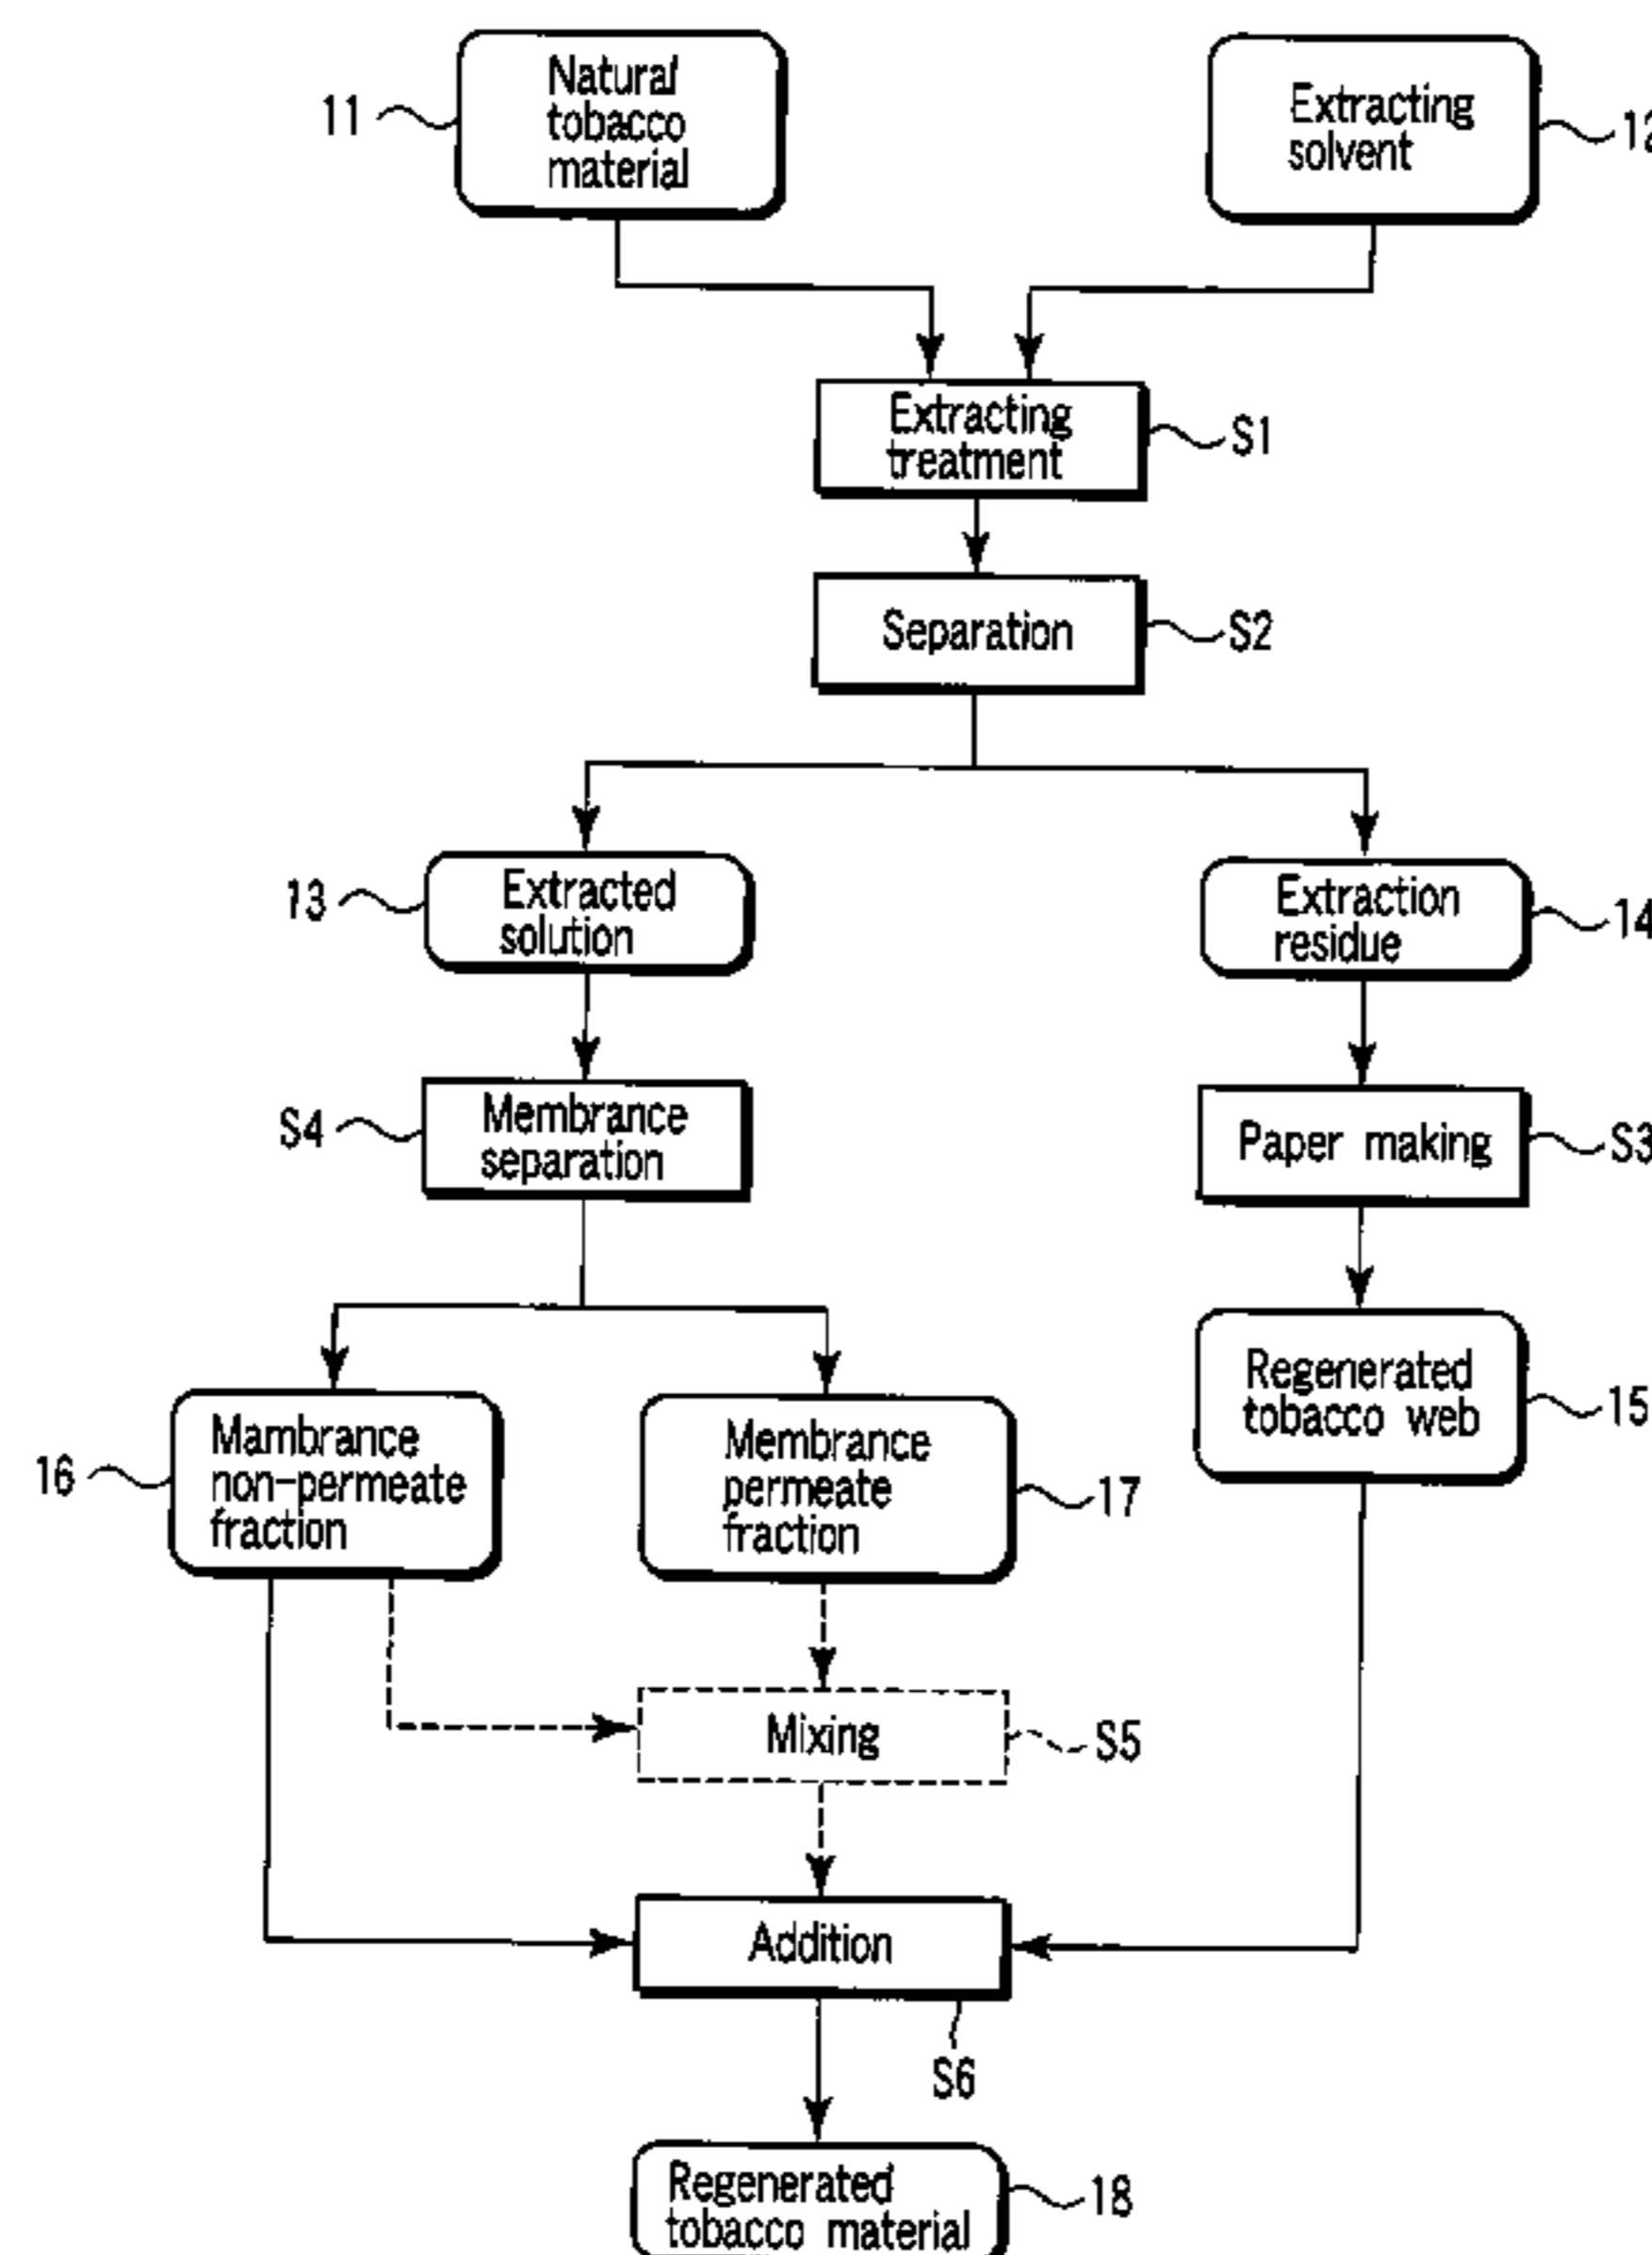 Natural
tobacco
material
11
Extracting
solvent
12
Extracting
treatment
S1
Separation
S2
13
Extracted
solution
Extraction
residue
14
S4
Membrance
separation
Paper making
S3
Regenerated
tobacco web
15
16
Mambrance
non-permeate
fraction
Membrance
permeate
fraction
17
Mixing
S5
Addition
S6
Regenerated
tobacco material
18